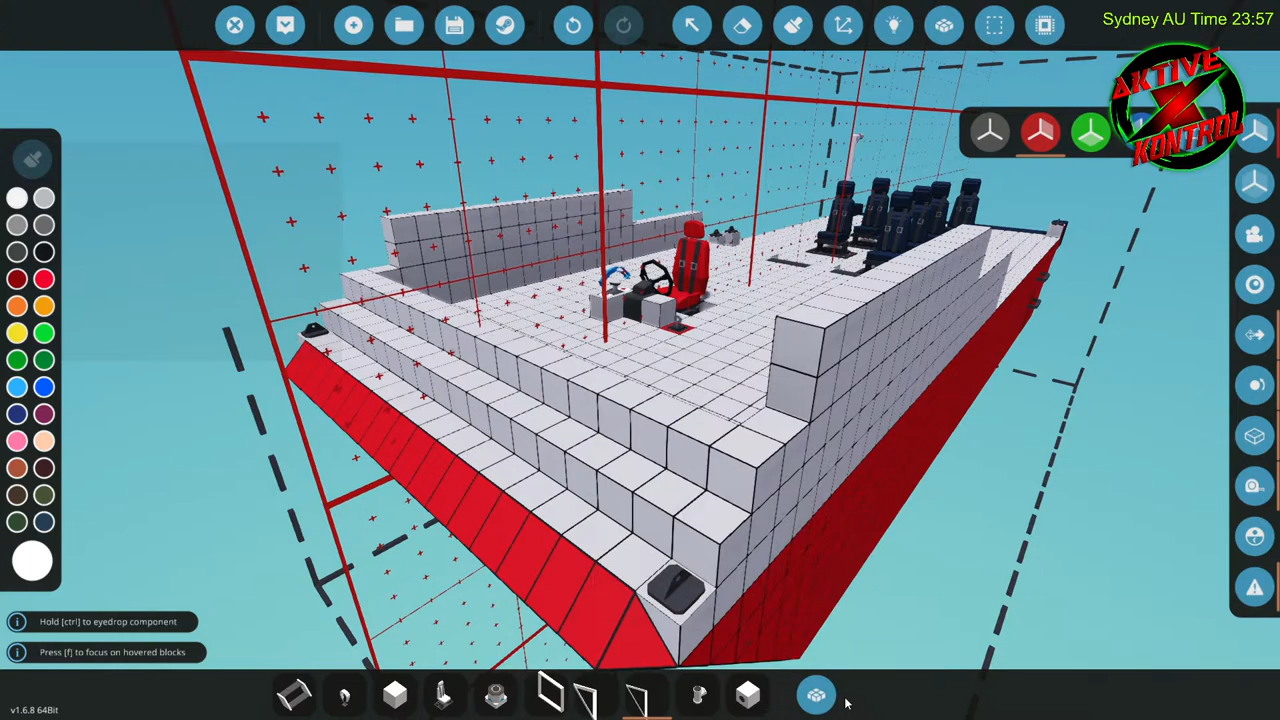 Sydney AU Time 23:57
AKTIVE
X
KONTROL
Hold [ctrl] to eyedrop component
Press [f] to focus on hovered blocks
v1.6.8 64Bit